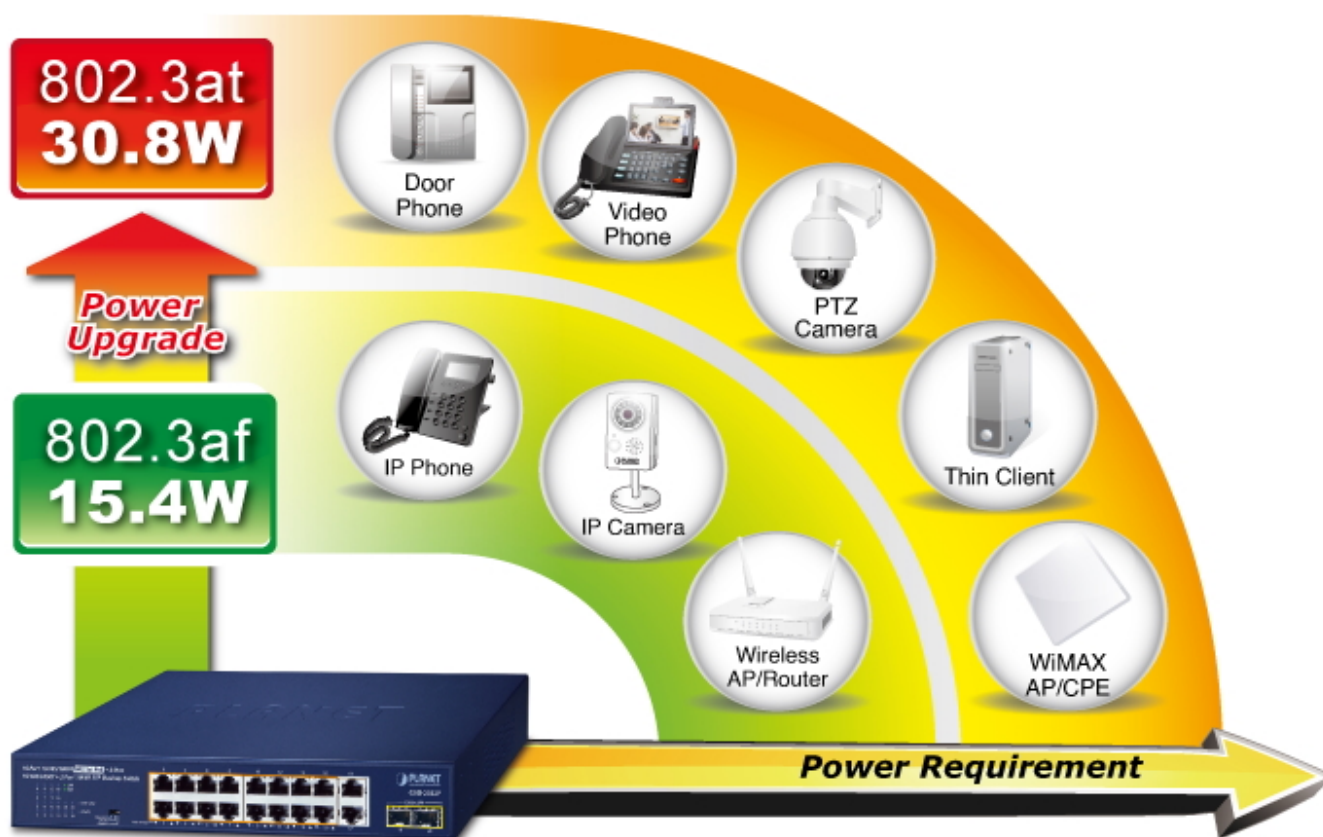 802.3at
30.8W
Power
Upgrade
802.3af
15.4W
Door
Phone
Video
Phone
PTZ
Camera
Thin Client
WiMAX
AP/CPE
IP Phone
IP Camera
Wireless
AP/Router
Power Requirement
PLANET